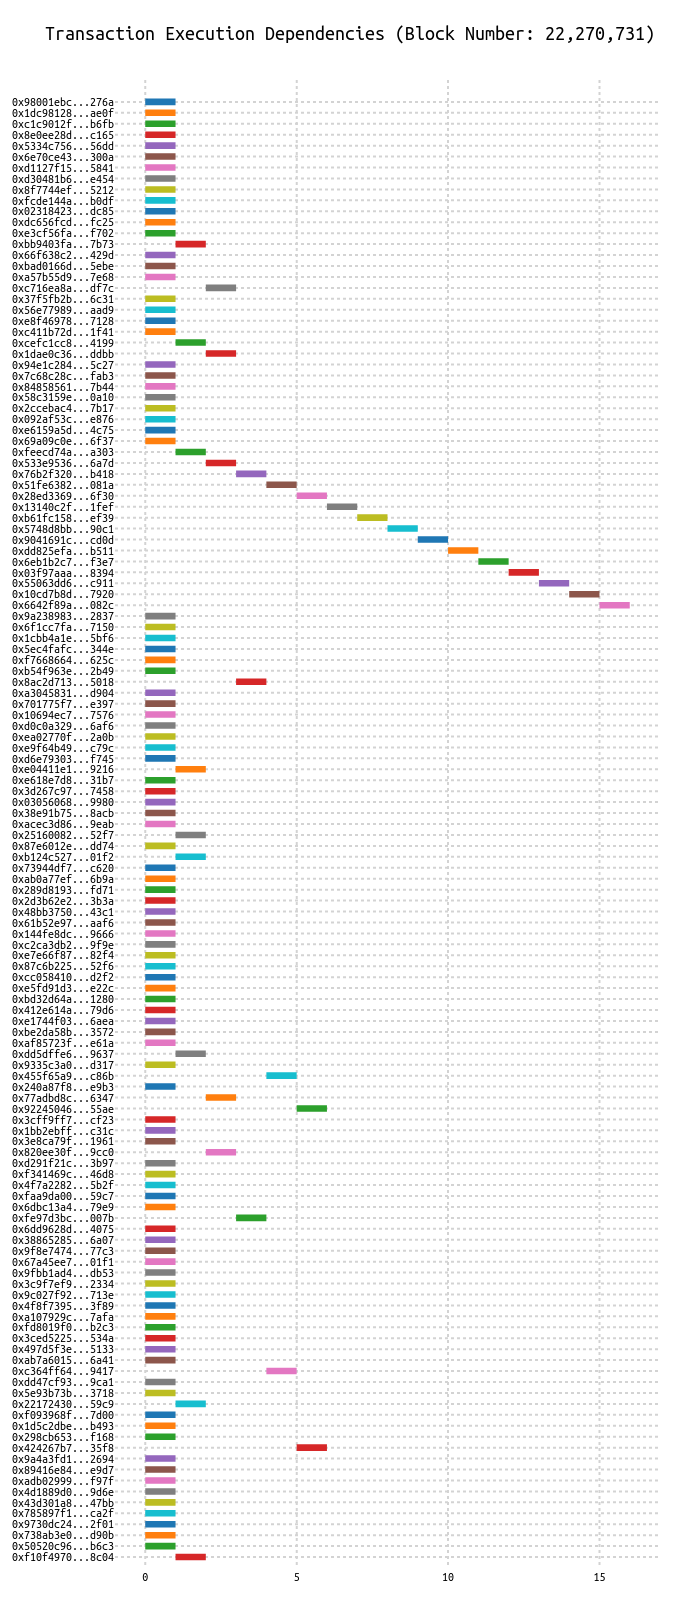 Transaction Execution Dependencies (Block Number: 22,270,731)
0x98001ebc...276a
0x1dc98128...ae0f
0xc1c9012f...b6fb
0x8e0ee28d...c165
0x5334c756...56dd
0x6e70ce43...300a
0xd1127f15...5841
0xd30481b6...e454
0x8f7744ef...5212
0xfcde144a...b0df
0x02318423...dc85
0xdc656fcd...fc25
0xe3cf56fa...f702
0xbb9403fa...7b73
0x66f638c2...429d
0xbad0166d...5ebe
0xa57b55d9...7e68
0xc716ea8a...df7c
0x37f5fb2b...6c31
0x56e77989...aad9
0xe8f46978...7128
0xc411b72d...1f41
0xcefc1cc8...4199
0x1dae0c36...ddbb
0x94e1c284...5c27
0x7c68c28c...fab3
0x84858561...7b44
0x58c3159e...0a10
0x2ccebac4...7b17
0x092af53c...e876
0xe6159a5d...4c75
0x69a09c0e...6f37
0xfeecd74a...a303
0x533e9536...6a7d
0x76b2f320...b418
0x51fe6382...081a
0x28ed3369...6f30
0x13140c2f...1fef
0xb61fc158...ef39
0x5748d8bb...90c1
0x9041691c...cd0d
0xdd825efa...b511
0x6eb1b2c7...f3e7
0x03f97aaa...8394
0x55063dd6...c911
0x10cd7b8d...7920
0x6642f89a...082c
0x9a238983...2837
0x6f1cc7fa...7150
0x1cbb4a1e...5bf6
0x5ec4fafc...344e
0xf7668664...625c
0xb54f963e...2b49
0x8ac2d713...5018
0xa3045831...d904
0x701775f7...e397
0x10694ec7...7576
0xd0c0a329...6af6
0xea02770f...2a0b
0xe9f64b49...c79c
0xd6e79303...f745
0xe04411e1...9216
0xe618e7d8...31b7
0x3d267c97...7458
0x03056068...9980
0x38e91b75...8acb
0xacec3d86...9eab
0x25160082...52f7
0x87e6012e...dd74
0xb124c527...01f2
0x73944df7...c620
0xab0a77ef...6b9a
0x289d8193...fd71
0x2d3b62e2...3b3a
0x48bb3750...43c1
0x61b52e97...aaf6
0x144fe8dc...9666
0xc2ca3db2...9f9e
0xe7e66f87...82f4
0x87c6b225...52f6
0xcc058410...d2f2
0xe5fd91d3...e22c
0xbd32d64a...1280
0x412e614a...79d6
0xe1744f03...6aea
0xbe2da58b...3572
0xaf85723f...e61a
0xdd5dffe6...9637
0x9335c3a0...d317
0x455f65a9...c86b
0x240a87f8...e9b3
0x77adbd8c...6347
0x92245046...55ae
0x3cff9ff7...cf23
0x1bb2ebff...c31c
0x3e8ca79f...1961
0x820ee30f...9cc0
0xd291f21c...3b97
0xf341469c...46d8
0x4f7a2282...5b2f
0xfaa9da00...59c7
0x6dbc13a4...79e9
0xfe97d3bc...007b
0x6dd9628d...4075
0x38865285...6a07
0x9f8e7474...77c3
0x67a45ee7...01f1
0x9fbb1ad4...db53
0x3c9f7ef9...2334
0x9c027f92...713e
0x4f8f7395...3f89
0xa107929c...7afa
0xfd8019f0...b2c3
0x3ced5225...534a
0x497d5f3e...5133
0xab7a6015...6a41
0xc364ff64...9417
0xdd47cf93...9ca1
0x5e93b73b...3718
0x22172430...59c9
0xf093968f...7d00
0x1d5c2dbe...b493
0x298cb653...f168
0x424267b7...35f8
0x9a4a3fd1...2694
0x89416e84...e9d7
0xadb02999...f97f
0x4d1889d0...9d6e
0x43d301a8...47bb
0x785897f1...ca2f
0x9730dc24...2f01
0x738ab3e0...d90b
0x50520c96...b6c3
0xf10f4970...8c04
0 5 10 15